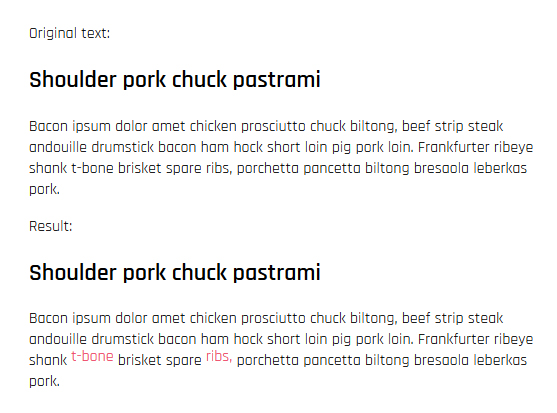 Original text:
Shoulder pork chuck pastrami
Bacon ipsum dolor amet chicken prosciutto chuck biltong, beef strip steak
andouille drumstick bacon ham hock short loin pig pork loin. Frankfurter ribeye
shank t-bone brisket spare ribs, porchetta pancetta biltong bresaola leberkas
pork.
Result:
Shoulder pork chuck pastrami
Bacon ipsum dolor amet chicken prosciutto chuck biltong, beef strip steak
andouille drumstick bacon ham hock short loin pig pork loin. Frankfurter ribeye
shank t-bone brisket spare ribs, porchetta pancetta biltong bresaola leberkas
pork.